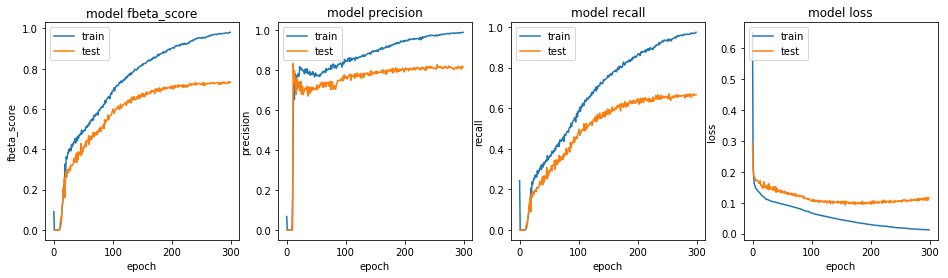 model fbeta_score
train
test
fbeta_score
1.0
0.8
0.6
0.4
0.2
0.0
0
100
200
300
epoch
model precision
train
test
precision
1.0
0.8
0.6
0.4
0.2
0.0
0
100
200
300
epoch
model recall
train
test
recall
1.0
0.8
0.6
0.4
0.2
0.0
0
100
200
300
epoch
model loss
train
test
loss
0.6
0.5
0.4
0.3
0.2
0.1
0.0
0
100
200
300
epoch